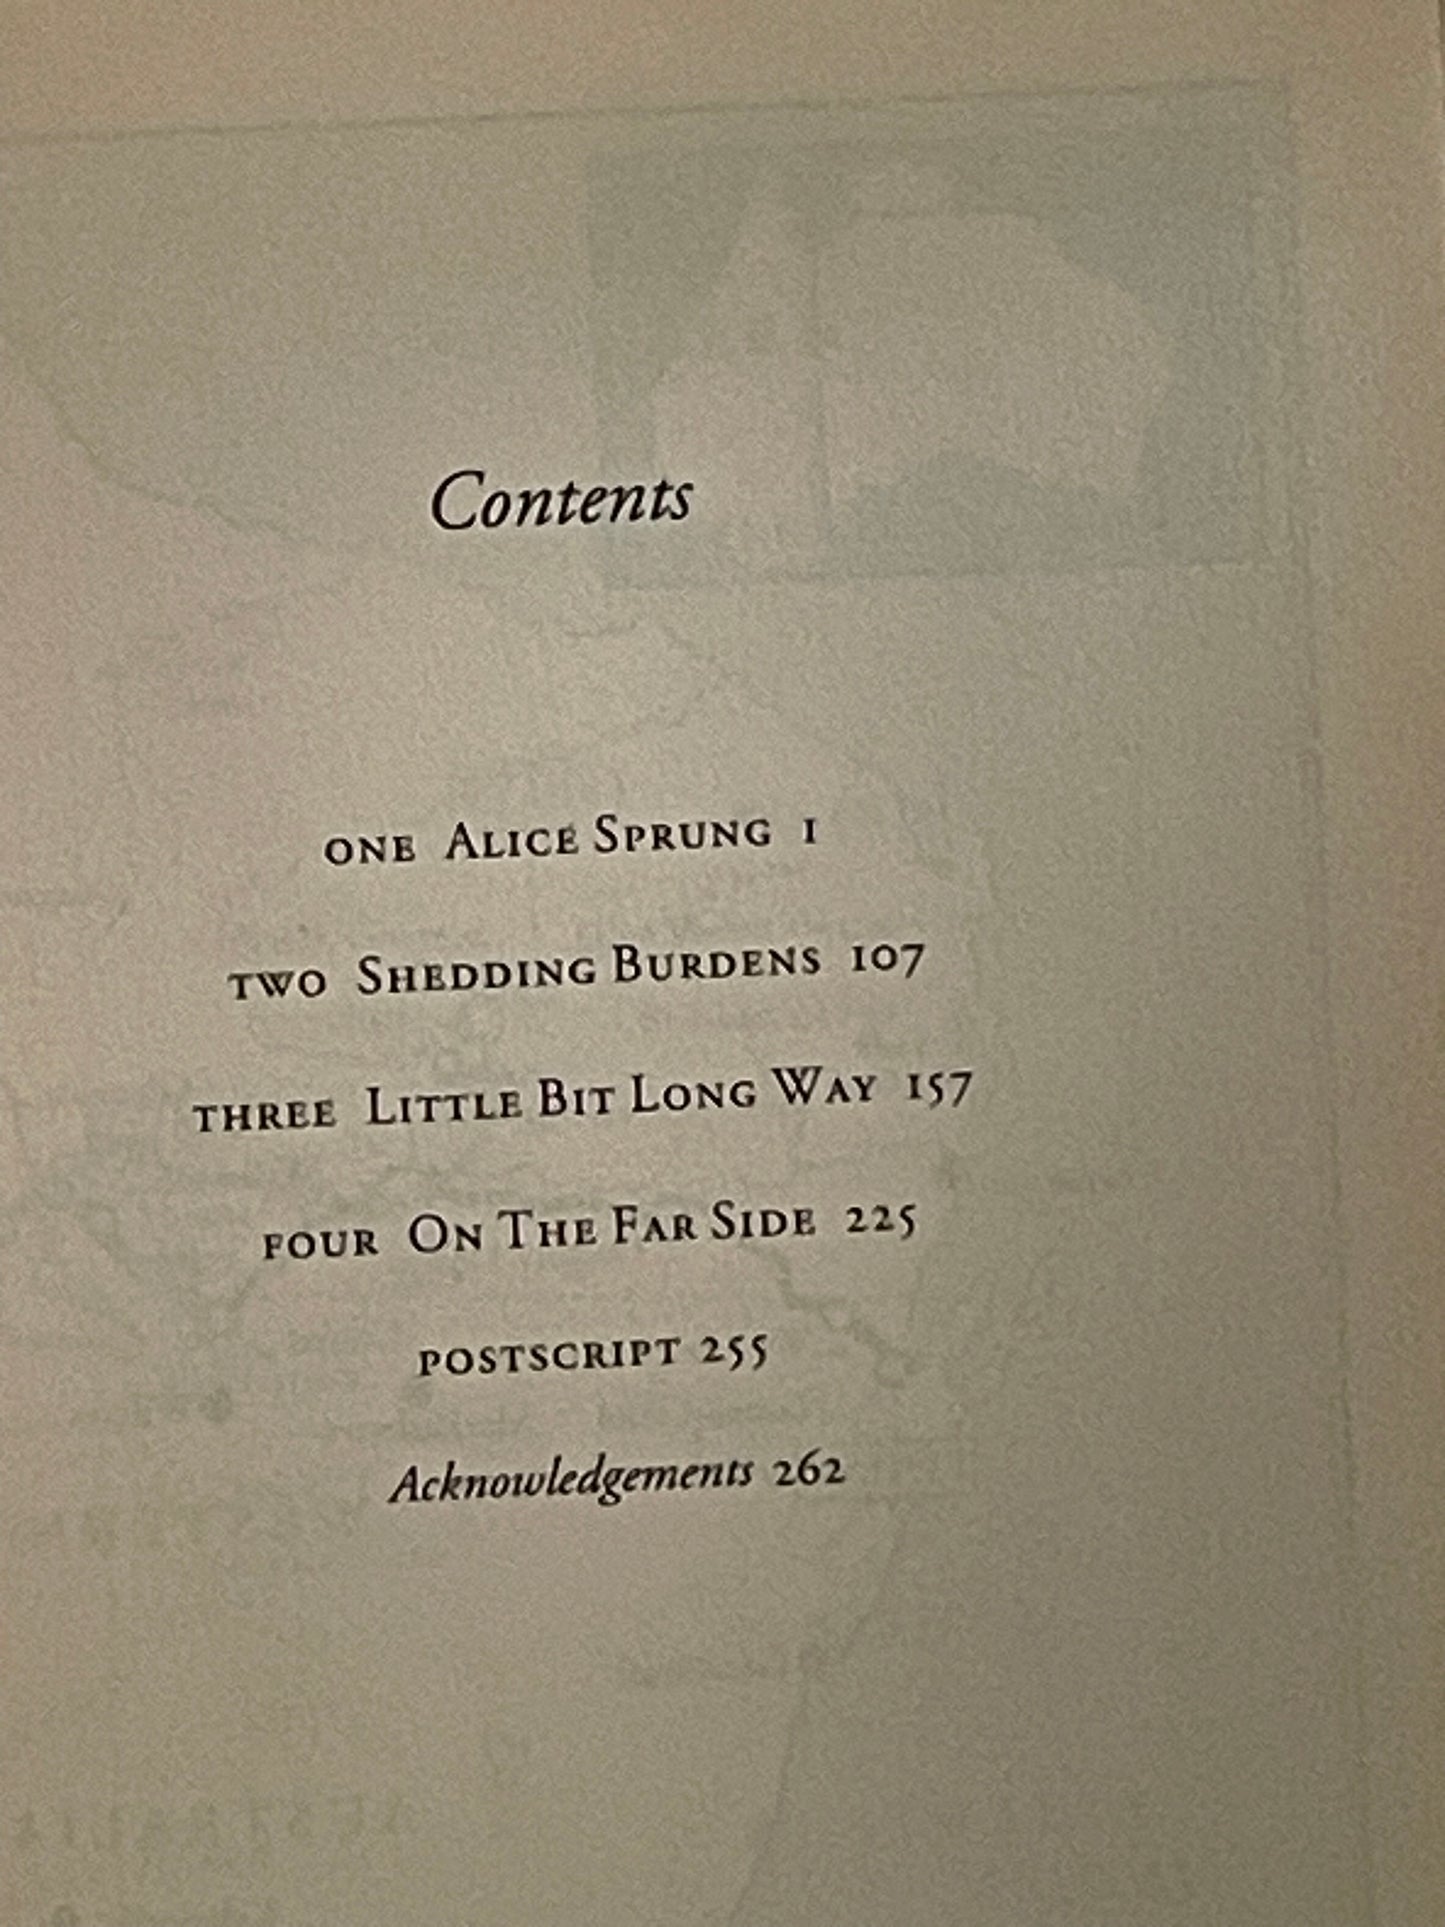 Contents
ONE ALICE SPRUNG 1
TWO SHEDDING BURDENS 107
THREE LITTLE BIT LONG WAY 157
FOUR ON THE FAR SIDE 225
POSTSCRIPT 255
Acknowledgements 262